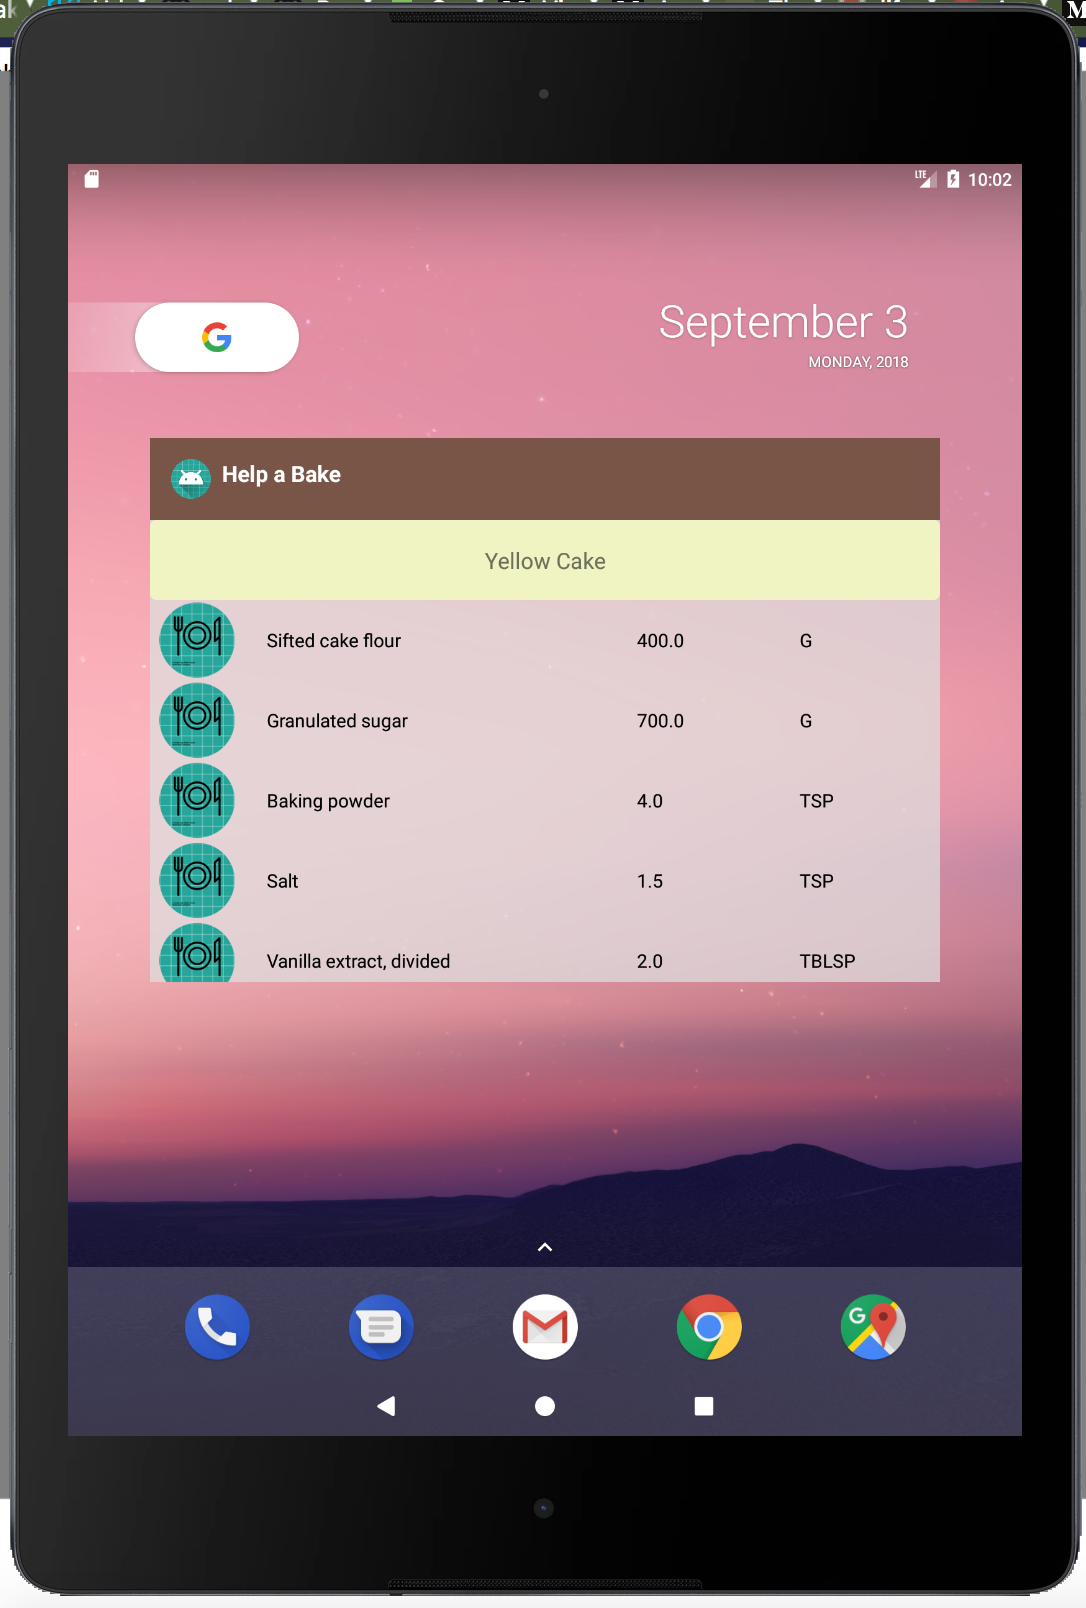 LTE 10:02
G
September 3
MONDAY, 2018
Help a Bake
Yellow Cake
Sifted cake flour 400.0 G
Granulated sugar 700.0 G
Baking powder 4.0 TSP
Salt 1.5 TSP
Vanilla extract, divided 2.0 TBLSP
G